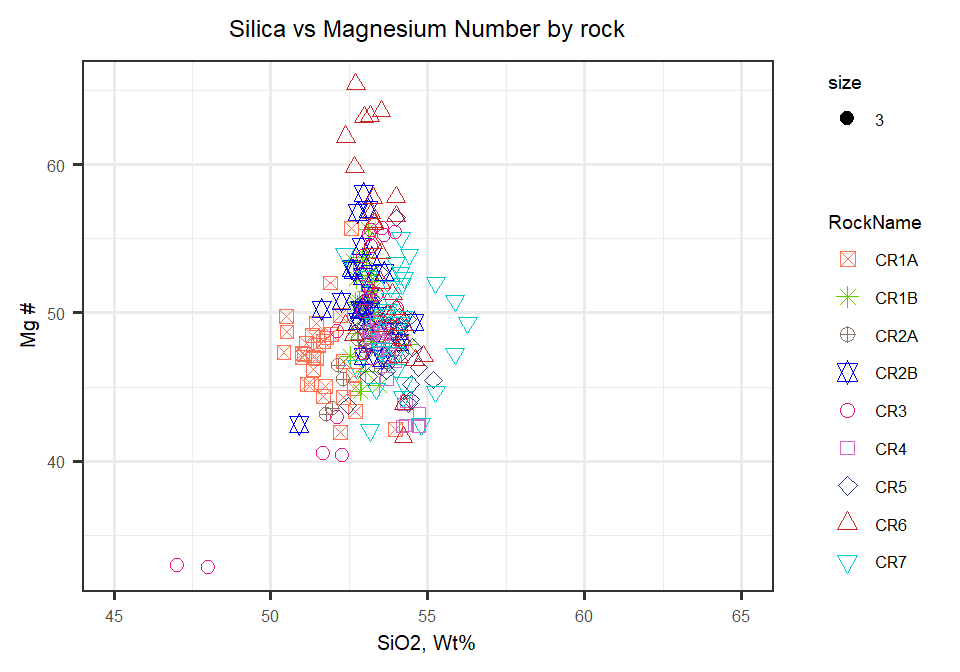 Silica vs Magnesium Number by rock
size
3
RockName
CR1A
CR1B
CR2A
CR2B
CR3
CR4
CR5
CR6
CR7
Mg #
60
50
40
45 50 55 60 65
SiO2, Wt%